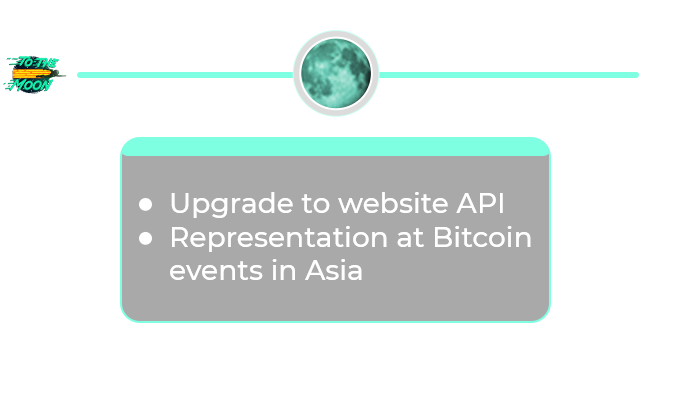 TO THE
MOON
● Upgrade to website API
● Representation at Bitcoin
events in Asia